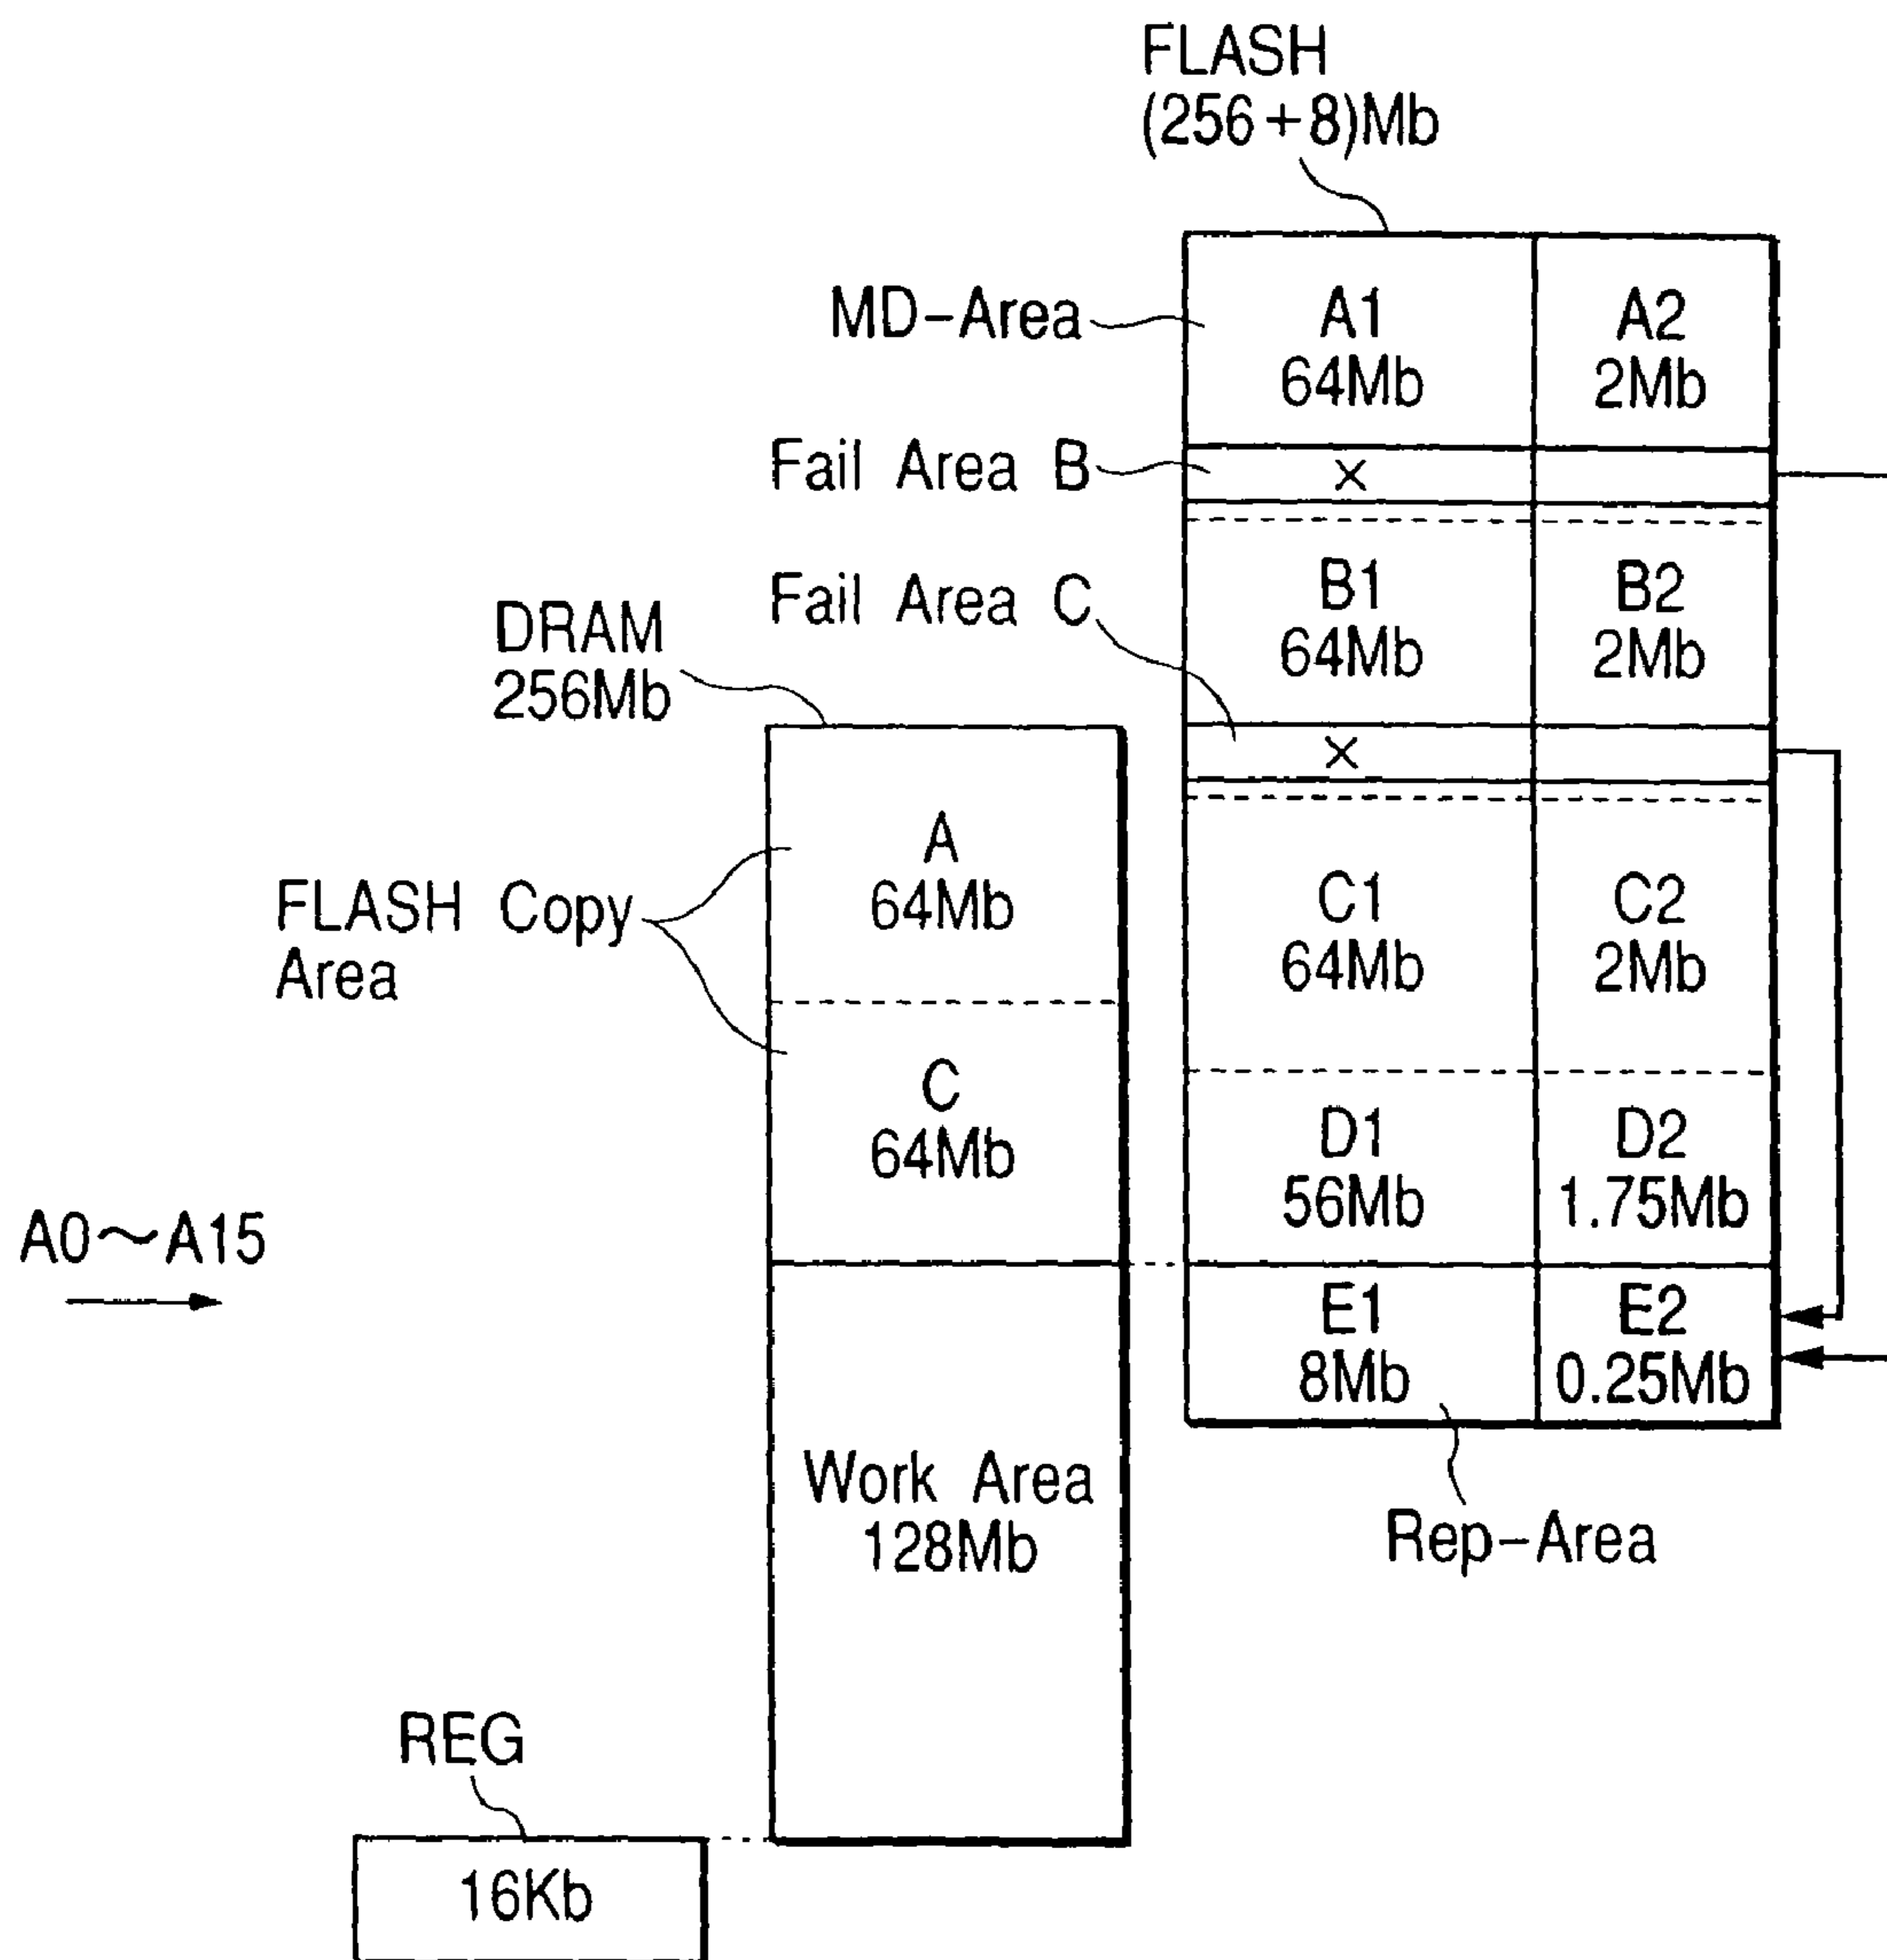 FLASH
(256+8)Mb
MD-Area
A1
64Mb
A2
2Mb
Fail Area B
×
Fail Area C
B1
64Mb
B2
2Mb
DRAM
256Mb
×
A
64Mb
FLASH Copy
Area
C1
64Mb
C2
2Mb
C
64Mb
D1
56Mb
D2
1.75Mb
A0～A15
E1
8Mb
E2
0.25Mb
Work Area
128Mb
Rep-Area
REG
16Kb